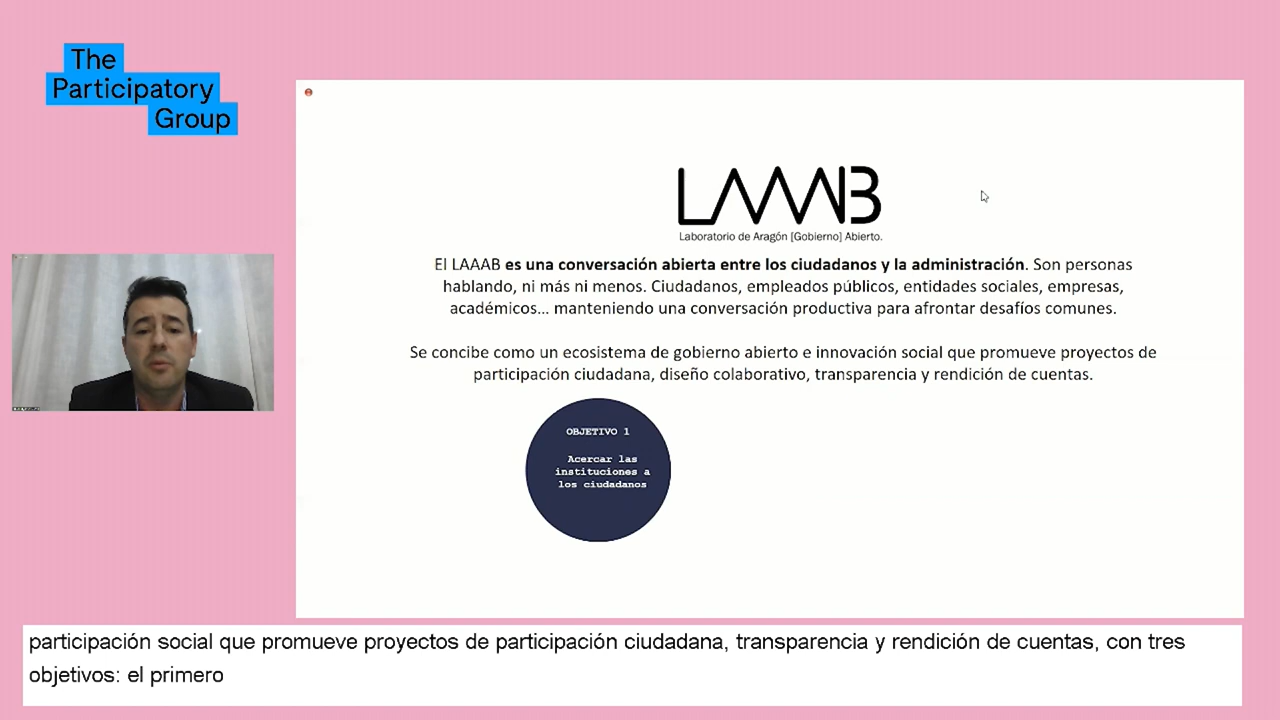 The
Participatory
Group
LAAAB
Laboratorio de Aragón [Gobierno] Abierto.
El LAAAB es una conversación abierta entre los ciudadanos y la administración. Son personas
hablando, ni más ni menos. Ciudadanos, empleados públicos, entidades sociales, empresas,
académicos... manteniendo una conversación productiva para afrontar desafíos comunes.
Se concibe como un ecosistema de gobierno abierto e innovación social que promueve proyectos de
participación ciudadana, diseño colaborativo, transparencia y rendición de cuentas.
OBJETIVO 1
Acercar las
instituciones a
los ciudadanos
participación social que promueve proyectos de participación ciudadana, transparencia y rendición de cuentas, con tres
objetivos: el primero